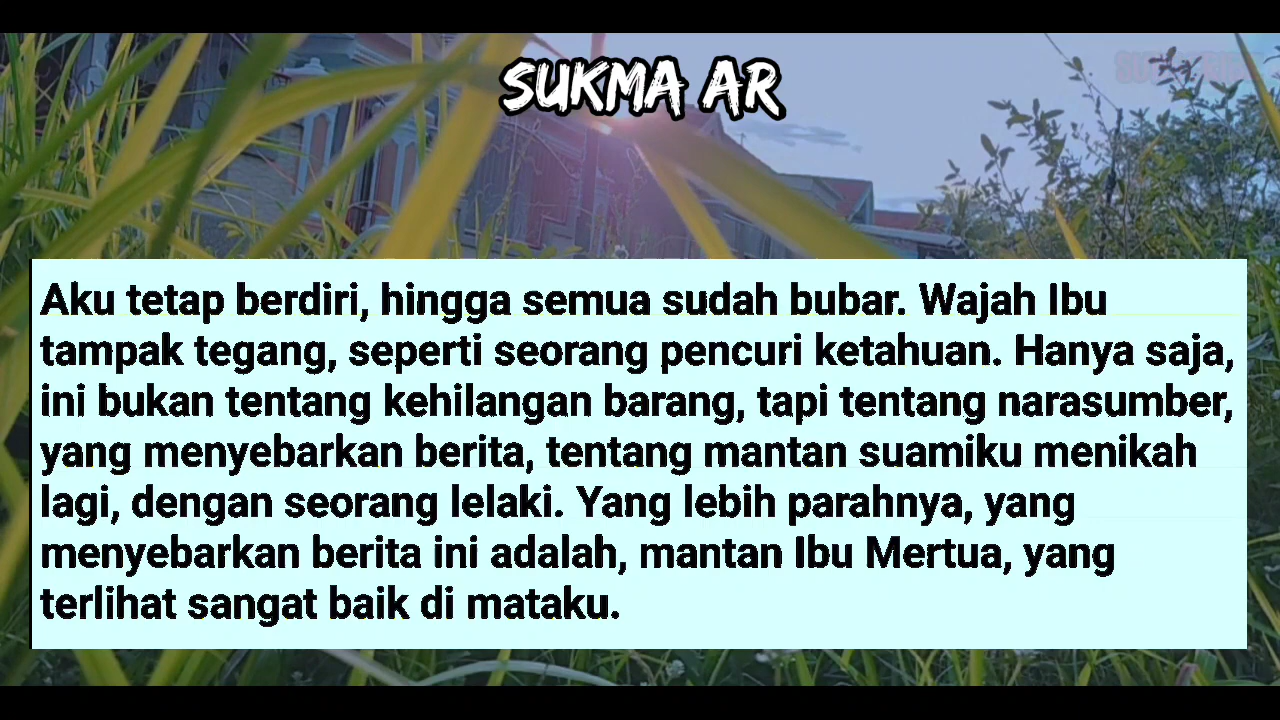 SUKMA AR
Aku tetap berdiri, hingga semua sudah bubar. Wajah Ibu
tampak tegang, seperti seorang pencuri ketahuan. Hanya saja,
ini bukan tentang kehilangan barang, tapi tentang narasumber,
yang menyebarkan berita, tentang mantan suamiku menikah
lagi, dengan seorang lelaki. Yang lebih parahnya, yang
menyebarkan berita ini adalah, mantan Ibu Mertua, yang
terlihat sangat baik di mataku.